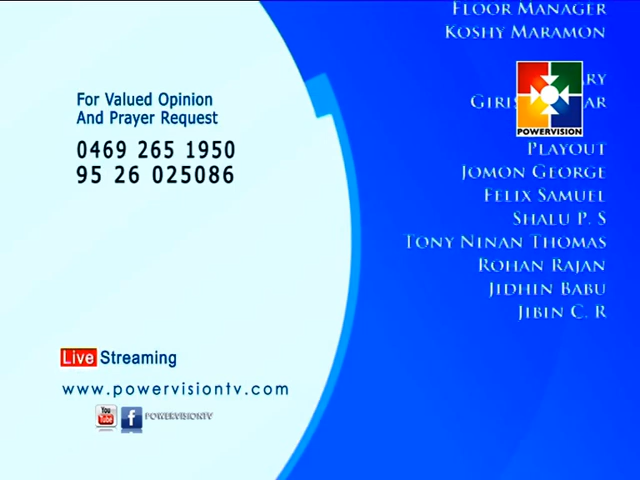 For Valued Opinion
And Prayer Request
0469 265 1950
95 26 025086
Live Streaming
www.powervisiontv.com
You Tube f POWERVISIONTV
FLOOR MANAGER
KOSHY MARAMON
POWERVISION
PLAYOUT
JOMON GEORGE
FELIX SAMUEL
SHALU P. S
TONY NINAN THOMAS
ROHAN RAJAN
JIDHIN BABU
JIBIN C. R